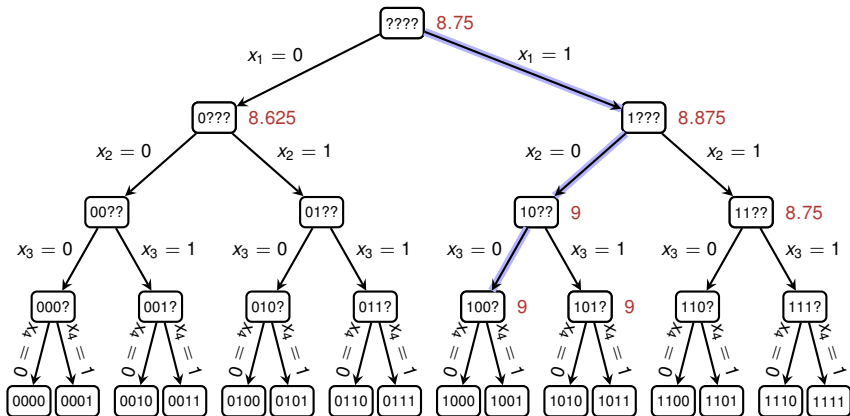 ???? 8.75
x₁ = 0 x₁ = 1
0??? 8.625 1??? 8.875
x₂ = 0 x₂ = 1 x₂ = 0 x₂ = 1
00?? 01?? 10?? 9 11?? 8.75
x₃ = 0 x₃ = 1 x₃ = 0 x₃ = 1 x₃ = 0 x₃ = 1 x₃ = 0 x₃ = 1
000? 001? 010? 011? 100? 9 101? 9 110? 111?
x₄ = 0 x₄ = 1 x₄ = 0 x₄ = 1 x₄ = 0 x₄ = 1 x₄ = 0 x₄ = 1 x₄ = 0 x₄ = 1 x₄ = 0 x₄ = 1 x₄ = 0 x₄ = 1 x₄ = 0 x₄ = 1
0000 0001 0010 0011 0100 0101 0110 0111 1000 1001 1010 1011 1100 1101 1110 1111